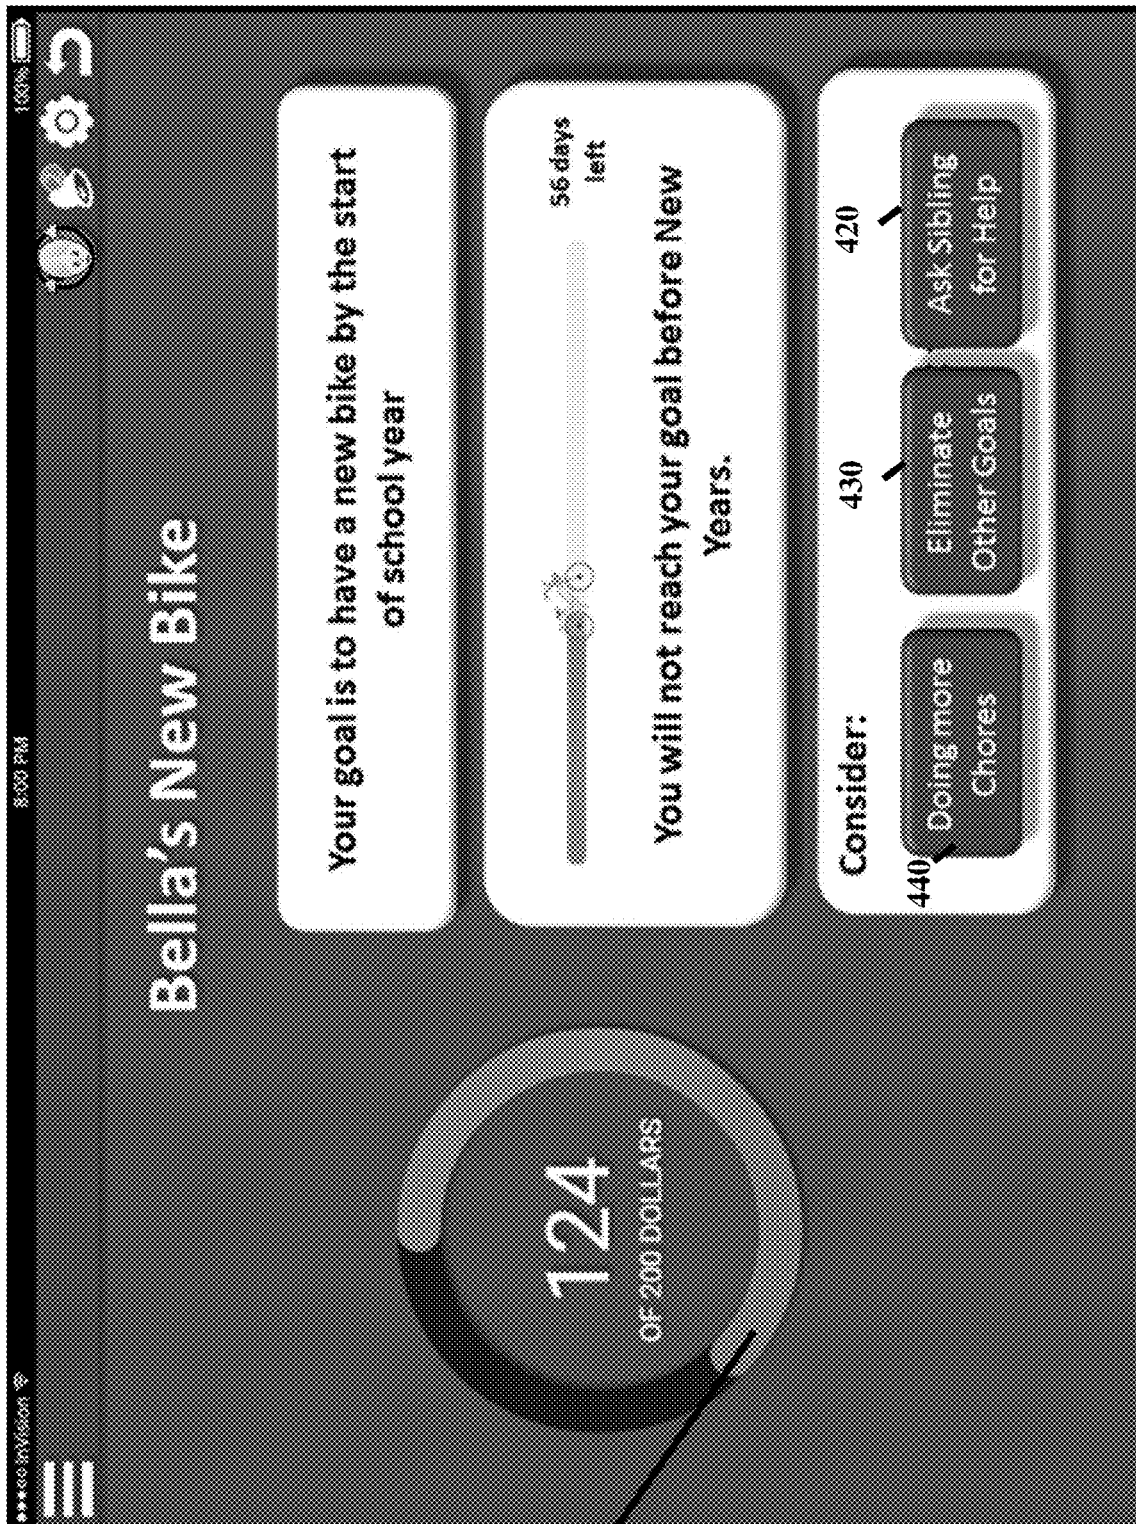 ●●●○○ InVision
8:00 PM
100%
Bella's New Bike
124
OF 200 DOLLARS
Your goal is to have a new bike by the start
of school year
56 days
left
You will not reach your goal before New
Years.
Consider:
440
430
420
Doing more
Chores
Eliminate
Other Goals
Ask Sibling
for Help